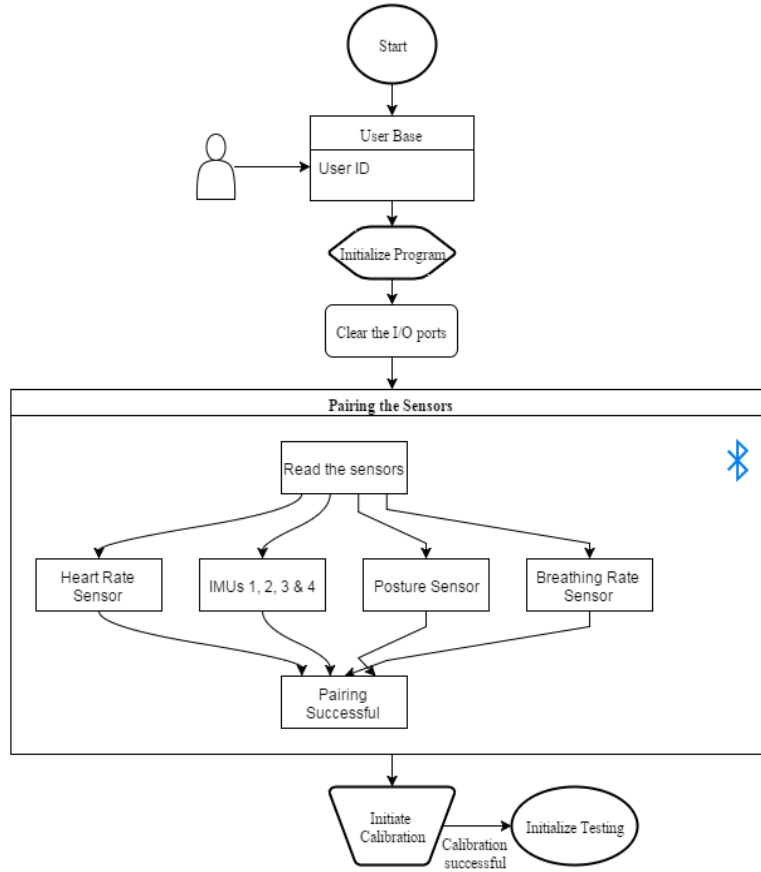 Start
User Base
User ID
Initialize Program
Clear the I/O ports
Pairing the Sensors
Read the sensors
Heart Rate
Sensor
IMUs 1, 2, 3 & 4
Posture Sensor
Breathing Rate
Sensor
Pairing
Successful
Initiate
Calibration
Calibration
successful
Initialize Testing